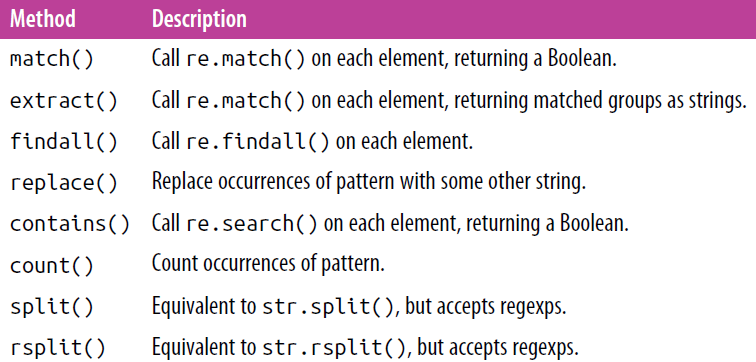 Method Description
match() Call re.match() on each element, returning a Boolean.
extract() Call re.match() on each element, returning matched groups as strings.
findall() Call re.findall() on each element.
replace() Replace occurrences of pattern with some other string.
contains() Call re.search() on each element, returning a Boolean.
count() Count occurrences of pattern.
split() Equivalent to str.split(), but accepts regexps.
rsplit() Equivalent to str.rsplit(), but accepts regexps.